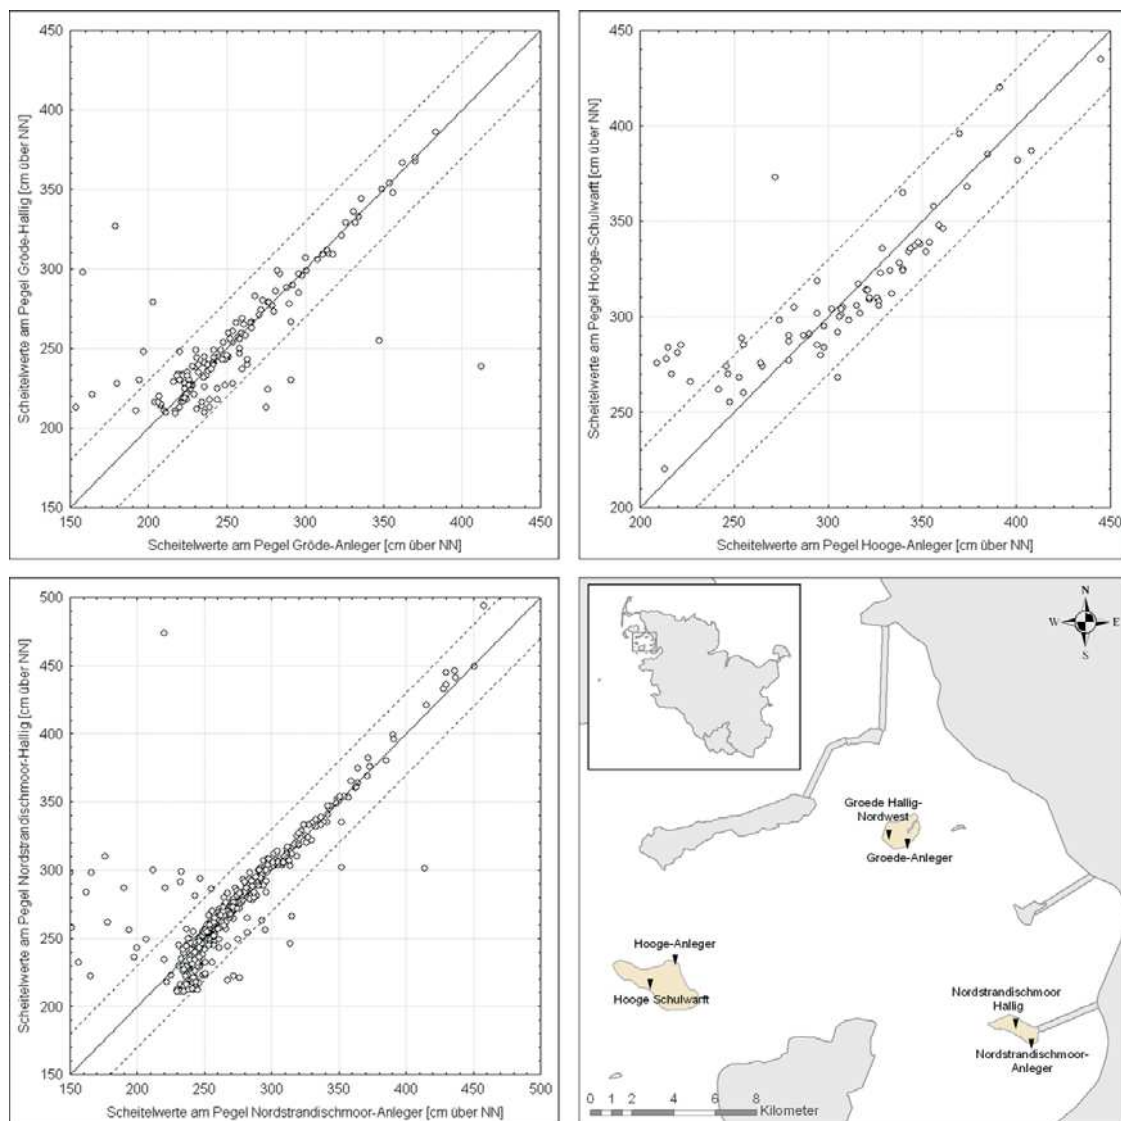 450
400
350
300
250
200
150
Scheitelwerte am Pegel Gröde-Hallig [cm über NN]
150 200 250 300 350 400 450
Scheitelwerte am Pegel Gröde-Anleger [cm über NN]
450
400
350
300
250
200
Scheitelwerte am Pegel Hooge-Schulwarft [cm über NN]
200 250 300 350 400 450
Scheitelwerte am Pegel Hooge-Anleger [cm über NN]
500
450
400
350
300
250
200
150
Scheitelwerte am Pegel Nordstrandischmoor-Hallig [cm über NN]
150 200 250 300 350 400 450 500
Scheitelwerte am Pegel Nordstrandischmoor-Anleger [cm über NN]
N
W E
S
Groede Hallig-
Nordwest
Groede-Anleger
Hooge-Anleger
Hooge Schulwarft
Nordstrandischmoor
Hallig
Nordstrandischmoor-
Anleger
0 1 2 4 6 8
Kilometer